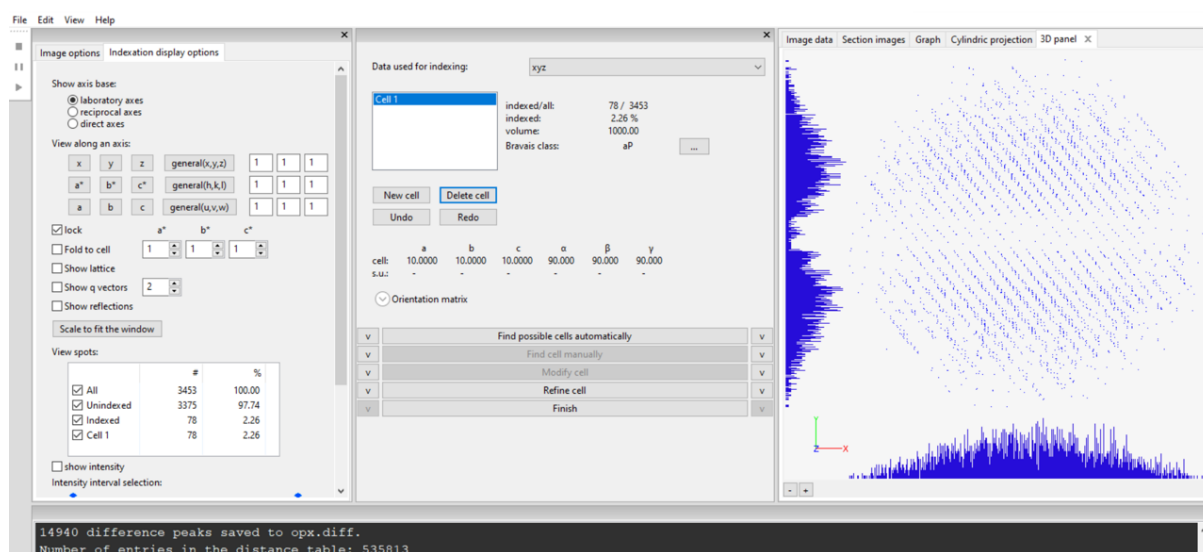 File Edit View Help
Image options Indexation display options
Show axis base:
laboratory axes
reciprocal axes
direct axes
View along an axis:
x y z general(x,y,z) 1 1 1
a* b* c* general(h,k,l) 1 1 1
a b c general(u,v,w) 1 1 1
lock a* b* c*
Fold to cell 1 1 1
Show lattice
Show q vectors 2
Show reflections
Scale to fit the window
View spots:
# %
All 3453 100.00
Unindexed 3375 97.74
Indexed 78 2.26
Cell 1 78 2.26
show intensity
Intensity interval selection:
Data used for indexing: xyz
Cell 1
indexed/all: 78 / 3453
indexed: 2.26 %
volume: 1000.00
Bravais class: aP ...
New cell Delete cell
Undo Redo
a b c α β γ
cell: 10.0000 10.0000 10.0000 90.000 90.000 90.000
s.u.: - - - - - -
Orientation matrix
v Find possible cells automatically v
v Find cell manually v
v Modify cell v
v Refine cell v
v Finish v
Image data Section images Graph Cylindric projection 3D panel
Y
Z X
- +
14940 difference peaks saved to opx.diff.
Number of entries in the distance table: 535813